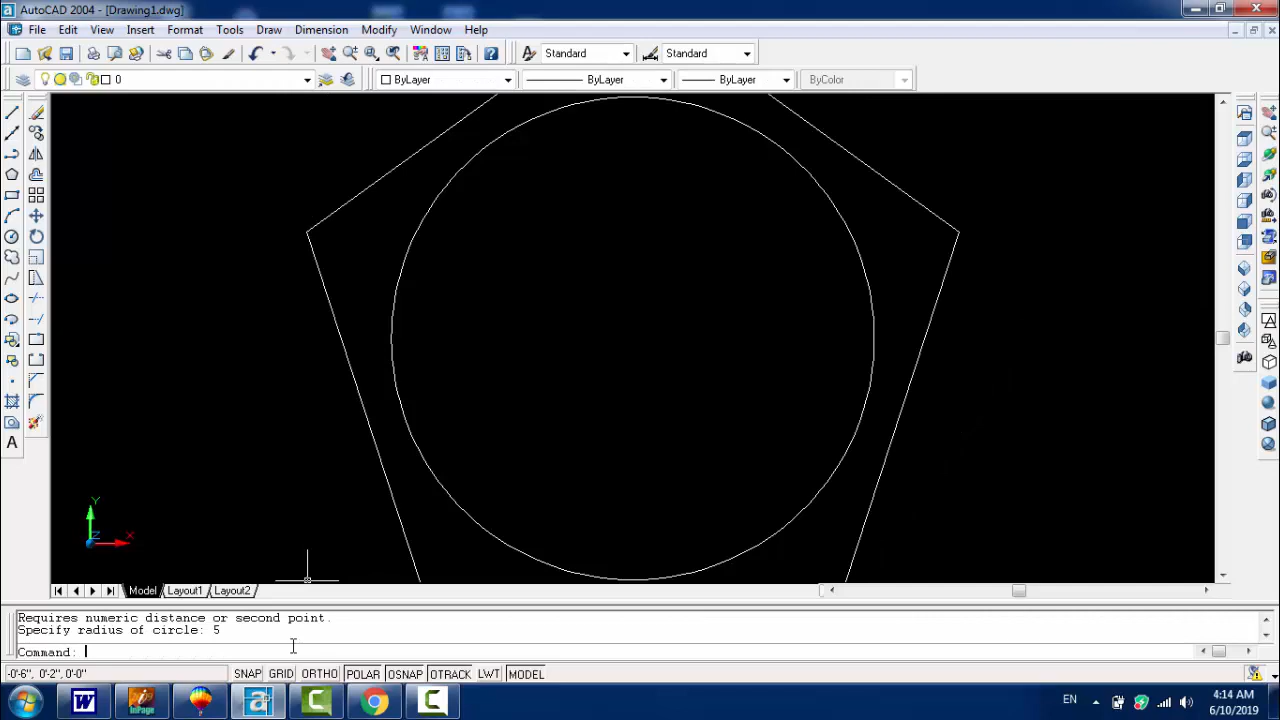 AutoCAD 2004 - [Drawing1.dwg]
File Edit View Insert Format Tools Draw Dimension Modify Window Help
Standard Standard
0 ByLayer ByLayer ByLayer ByColor
A
Y
Z X
Model Layout1 Layout2
Requires numeric distance or second point.
Specify radius of circle: 5
Command:
-0'-6", 0'-2", 0'-0" SNAP GRID ORTHO POLAR OSNAP OTRACK LWT MODEL
EN 4:14 AM
6/10/2019